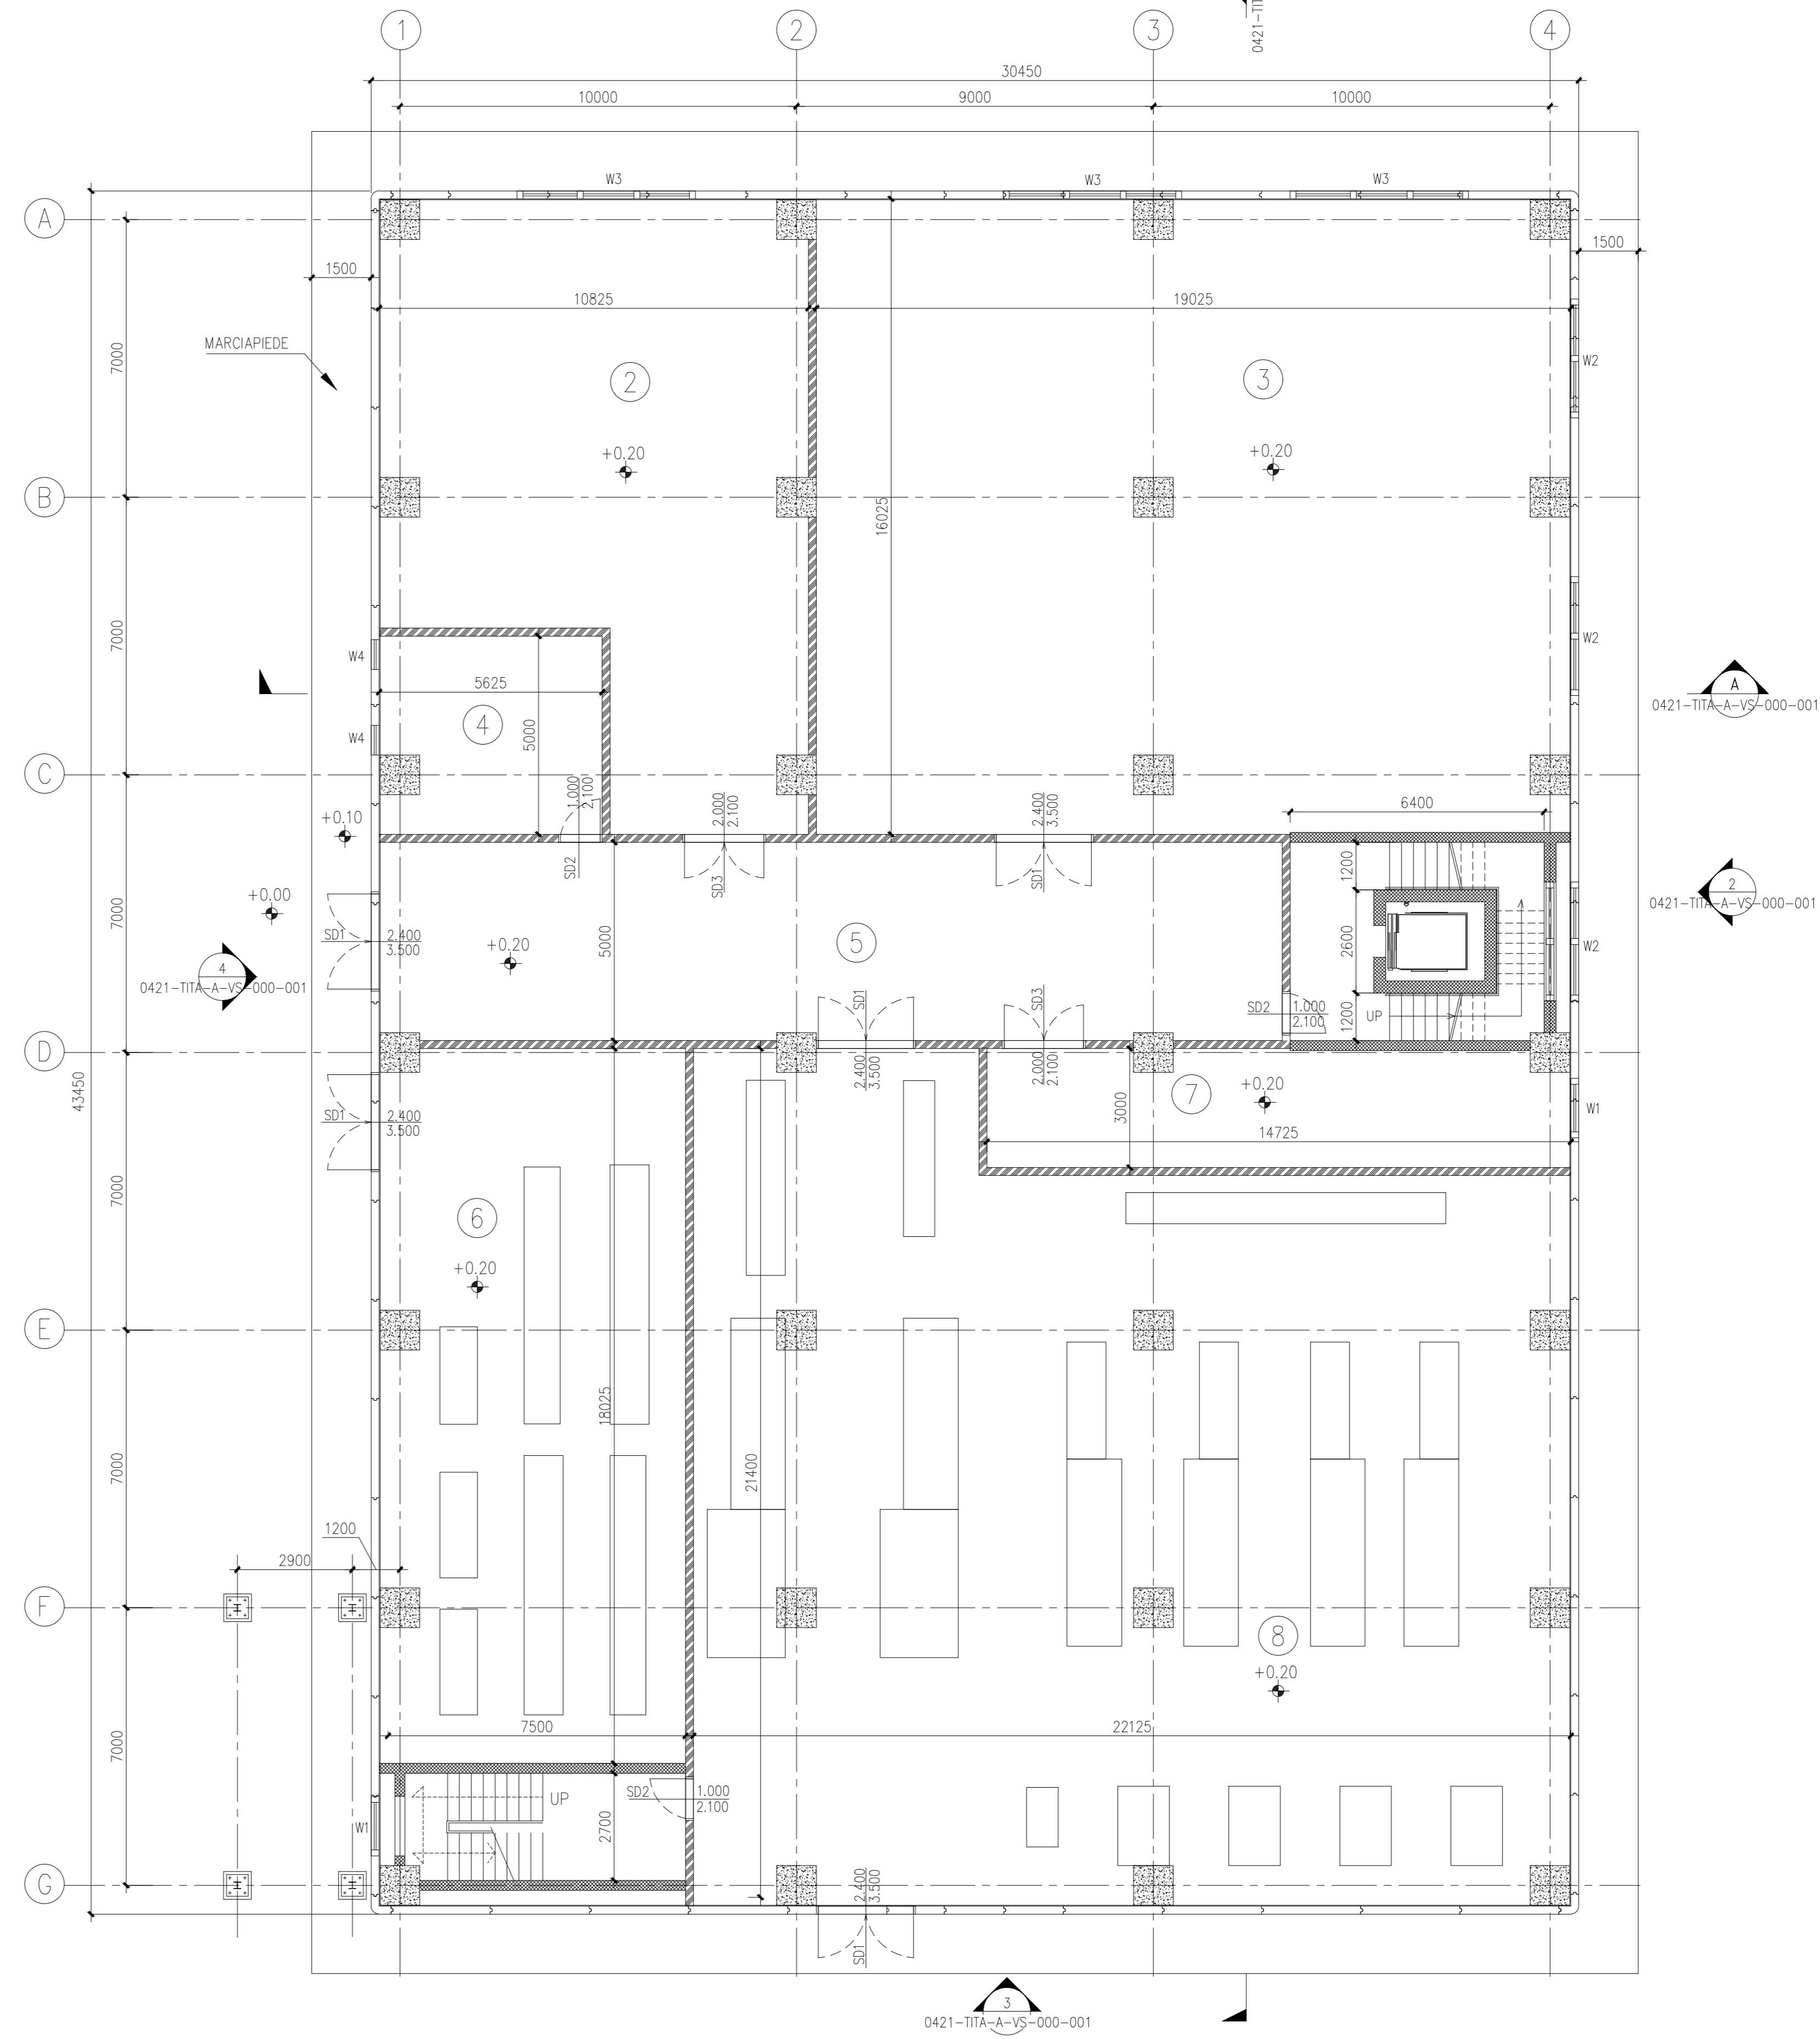 0421-TIT
1
2
3
4
30450
10000
9000
10000
W3
W3
W3
A
1500
1500
10825
19025
MARCIAPIEDE
7000
2
3
W2
+0.20
+0.20
B
16025
43450
7000
W4
W2
5625
4
5000
W4
A
0421-TITA-A-VS-000-001
C
1.000
2.100
SD2
2.000
2.100
SD3
2.400
3.500
SD1
6400
+0.10
1200
+0.00
7000
SD1
2.400
3.500
+0.20
5000
5
2600
W2
2
0421-TITA-A-VS-000-001
4
0421-TITA-A-VS-000-001
SD1
2.400
3.500
SD3
2.000
2.100
SD2
1.000
2.100
UP
1200
D
7
+0.20
SD1
2.400
3.500
3000
W1
14725
7000
6
+0.20
E
18025
21400
7000
1200
2900
F
8
+0.20
7000
7500
22125
UP
SD2
1.000
2.100
2700
W1
G
2.400
3.500
SD1
3
0421-TITA-A-VS-000-001